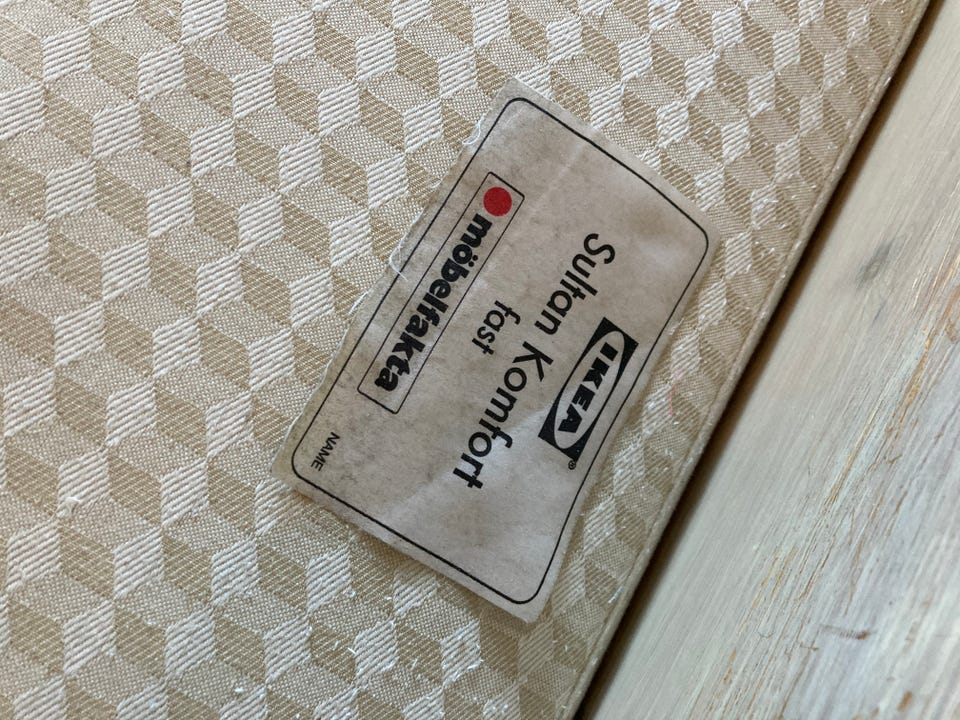 IKEA®
Sultan Komfort
fast
möbelfakta
NAME